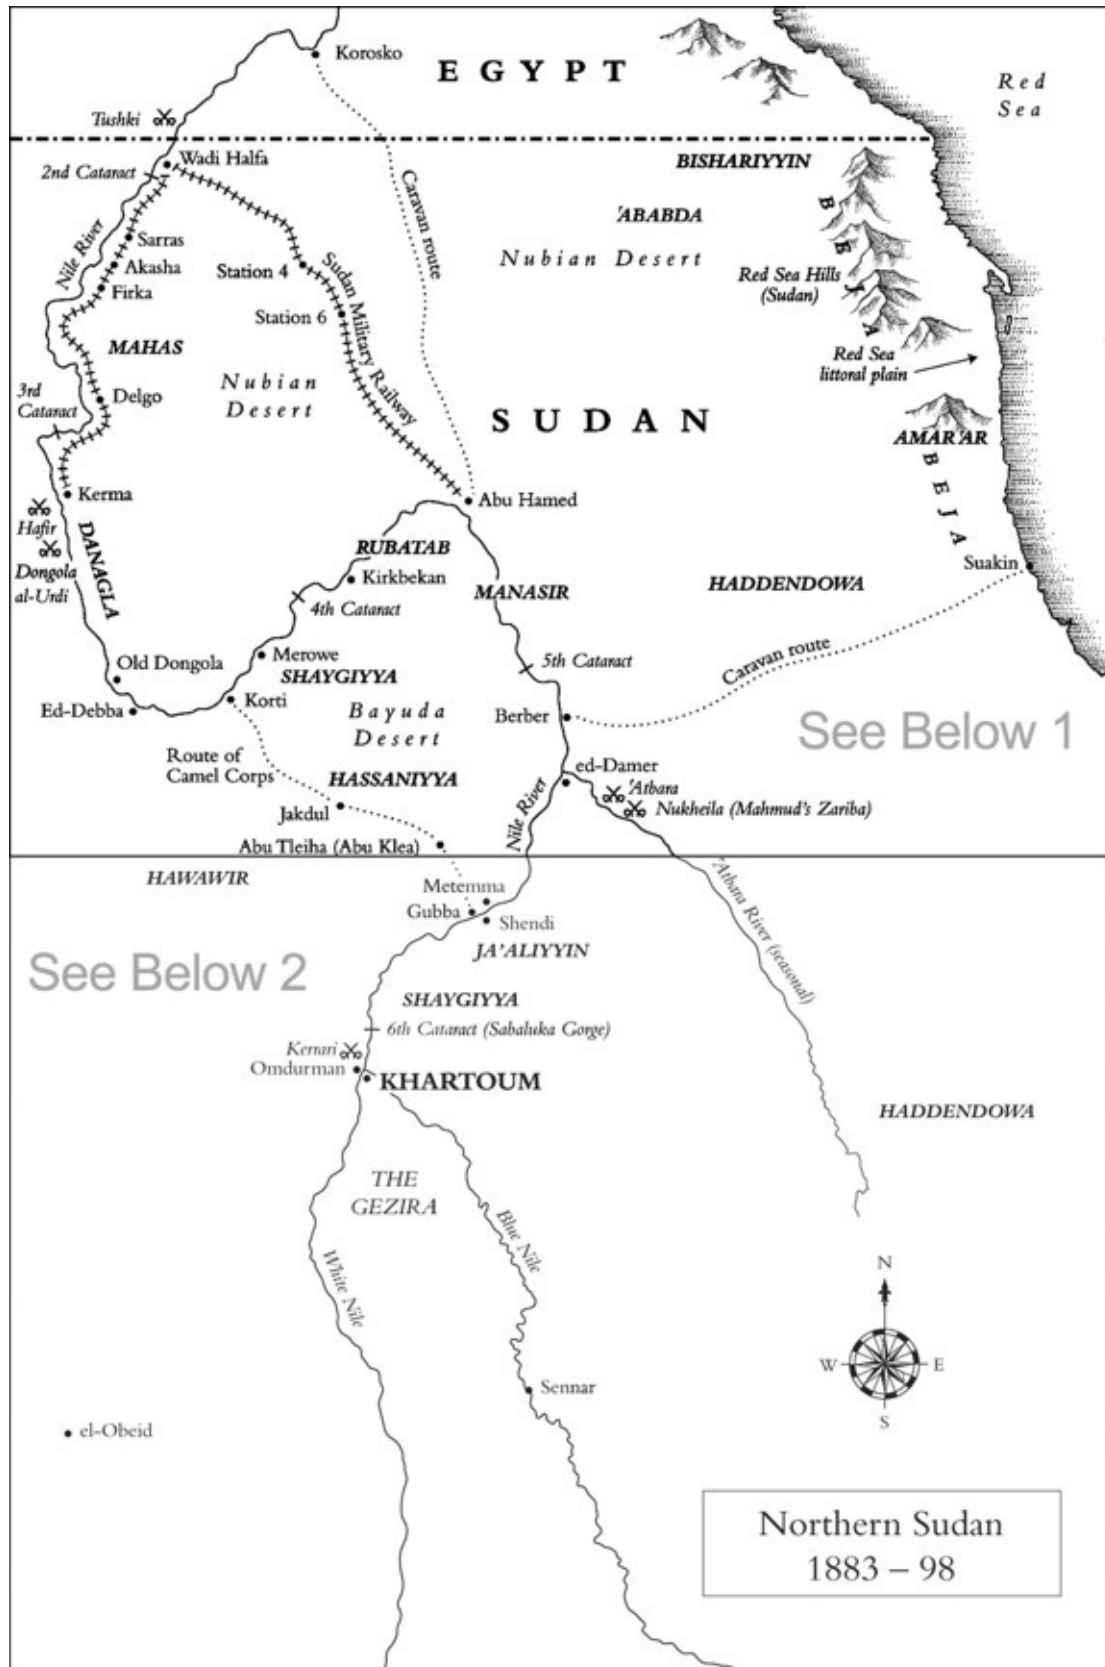 Korosko
EGYPT
Red
Sea
Tushki
Wadi Halfa
2nd Cataract
BISHARIYYIN
Caravan route
'ABABDA
BEJA
Nile River
Sarras
Akasha
Firka
Station 4
Sudan Military Railway
Nubian Desert
Red Sea Hills
(Sudan)
Station 6
MAHAS
Red Sea
littoral plain
Nubian
Desert
3rd
Cataract
Delgo
SUDAN
AMAR'AR
BEJA
Kerma
Abu Hamed
Hafir
DANAGLA
Dongola
al-Urdi
RUBATAB
Kirkbekan
MANASIR
HADDENDOWA
Suakin
4th Cataract
Old Dongola
Merowe
SHAYGIYYA
5th Cataract
Caravan route
Ed-Debba
Korti
Bayuda
Desert
Berber
See Below 1
Route of
Camel Corps
HASSANIYYA
ed-Damer
'Atbara
Nukheila (Mahmud's Zariba)
Jakdul
Nile River
Abu Tleiha (Abu Klea)
HAWAWIR
Metemma
Gubba
Shendi
'Atbara River (seasonal)
JA'ALIYYIN
See Below 2
SHAYGIYYA
6th Cataract (Sabaluka Gorge)
Kerrari
Omdurman
KHARTOUM
HADDENDOWA
THE
GEZIRA
Blue Nile
White Nile
N
W
E
S
Sennar
el-Obeid
Northern Sudan
1883 – 98